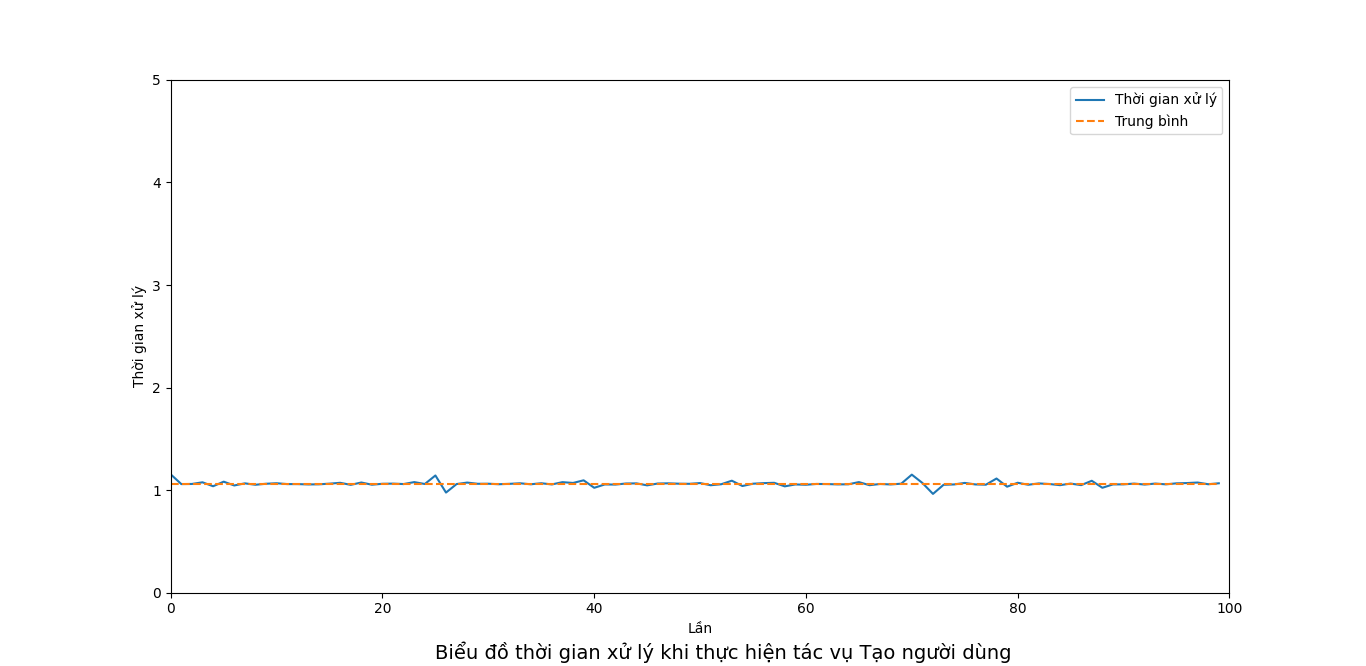 5
Thời gian xử lý
Trung bình
4
3
Thời gian xử lý
2
1
0
0 20 40 60 80 100
Lần
Biểu đồ thời gian xử lý khi thực hiện tác vụ Tạo người dùng